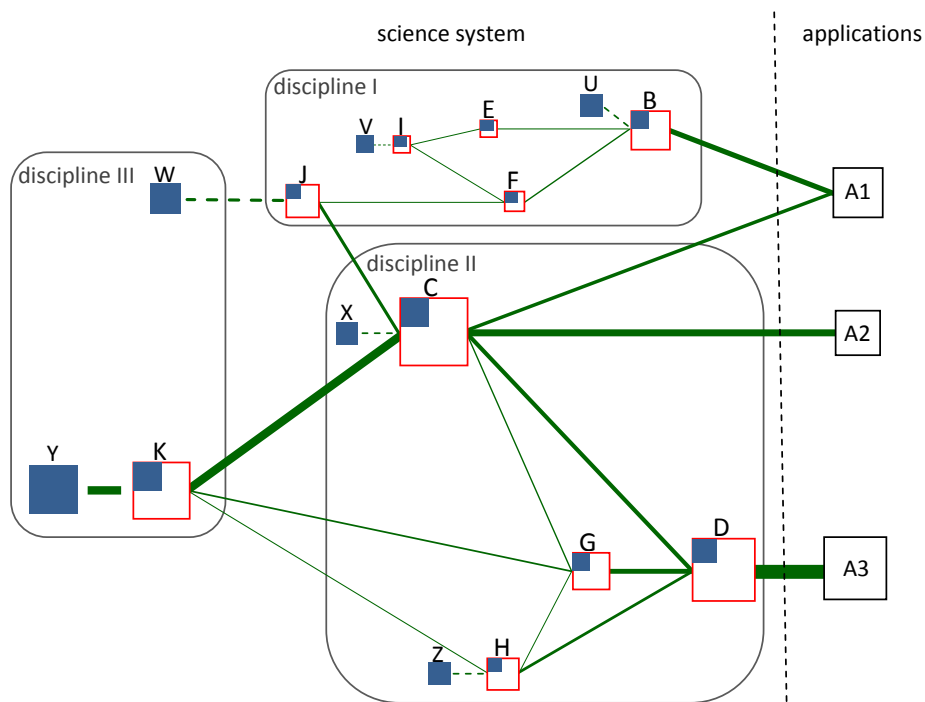 science system
applications
discipline I
U
B
E
V
I
discipline III
W
J
F
A1
discipline II
C
X
A2
Y
K
G
D
A3
Z
H